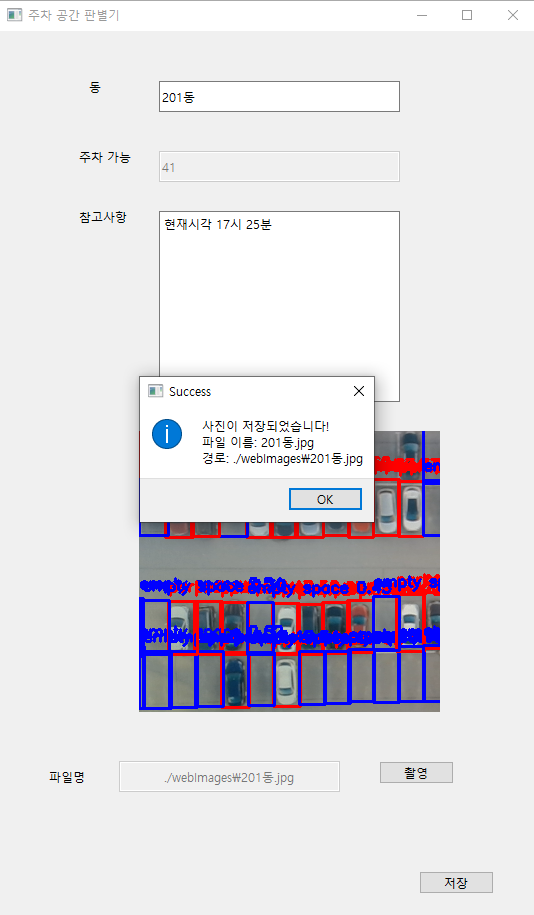 주차 공간 판별기
동
201동
주차 가능
41
참고사항
현재시각 17시 25분
Success
사진이 저장되었습니다!
파일 이름: 201동.jpg
경로: ./webImages₩201동.jpg
OK
empty space
empty space 0.45
파일명
./webImages₩201동.jpg
촬영
저장